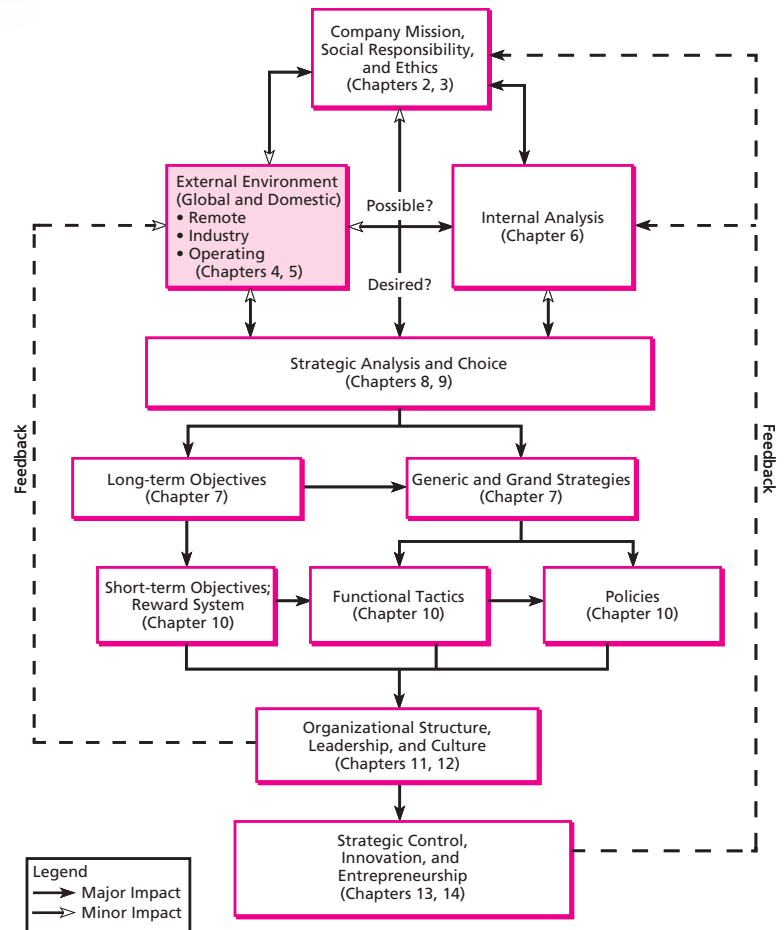 Company Mission,
Social Responsibility,
and Ethics
(Chapters 2, 3)
External Environment
(Global and Domestic)
• Remote
• Industry
• Operating
(Chapters 4, 5)
Possible?
Desired?
Internal Analysis
(Chapter 6)
Strategic Analysis and Choice
(Chapters 8, 9)
Feedback
Feedback
Long-term Objectives
(Chapter 7)
Generic and Grand Strategies
(Chapter 7)
Short-term Objectives;
Reward System
(Chapter 10)
Functional Tactics
(Chapter 10)
Policies
(Chapter 10)
Organizational Structure,
Leadership, and Culture
(Chapters 11, 12)
Strategic Control,
Innovation, and
Entrepreneurship
(Chapters 13, 14)
Legend
Major Impact
Minor Impact